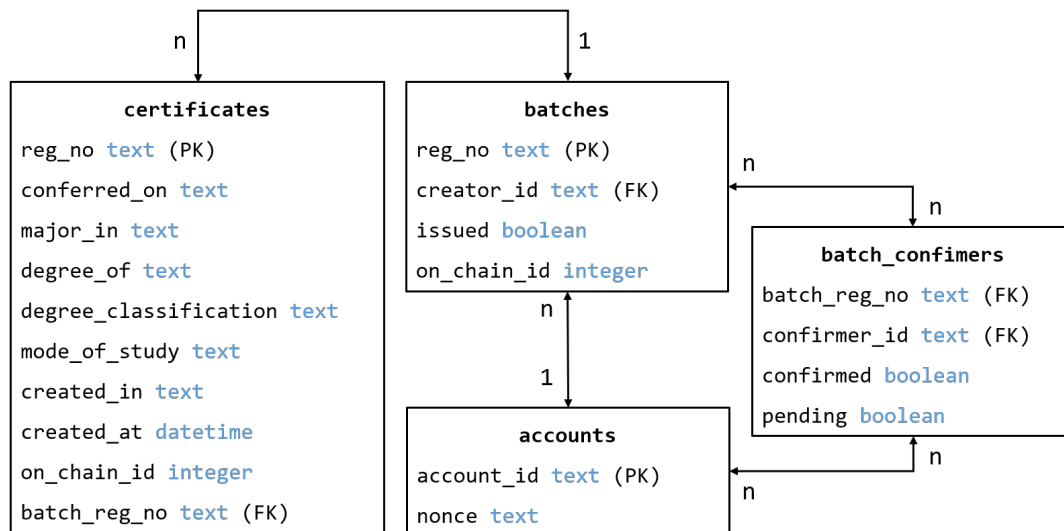 n
1
certificates
reg_no text (PK)
conferred_on text
major_in text
degree_of text
degree_classification text
mode_of_study text
created_in text
created_at datetime
on_chain_id integer
batch_reg_no text (FK)
batches
reg_no text (PK)
creator_id text (FK)
issued boolean
on_chain_id integer
n
n
batch_confimers
batch_reg_no text (FK)
confirmer_id text (FK)
confirmed boolean
pending boolean
n
1
accounts
account_id text (PK)
nonce text
n
n